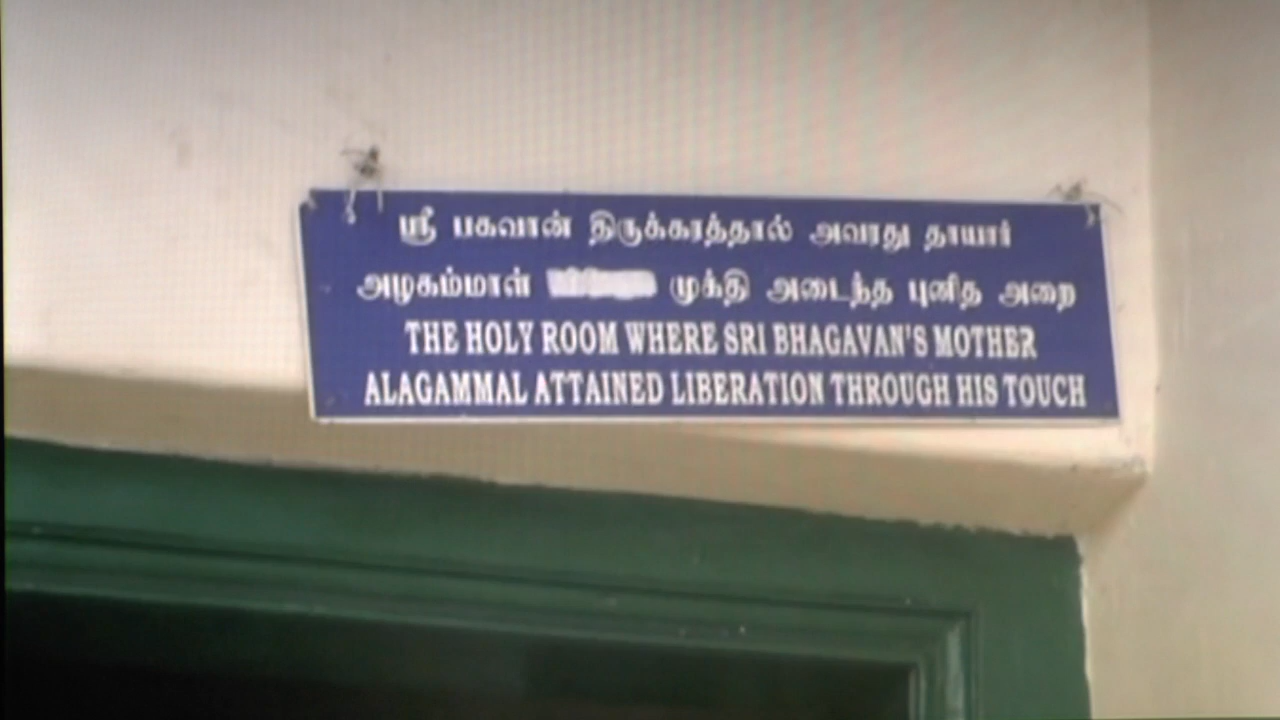 ஸ்ரீ பகவான் திருக்கரத்தால் அவரது தாயார்
அழகம்மாள் முக்தி அடைந்த புனித அறை
THE HOLY ROOM WHERE SRI BHAGAVAN'S MOTHER
ALAGAMMAL ATTAINED LIBERATION THROUGH HIS TOUCH